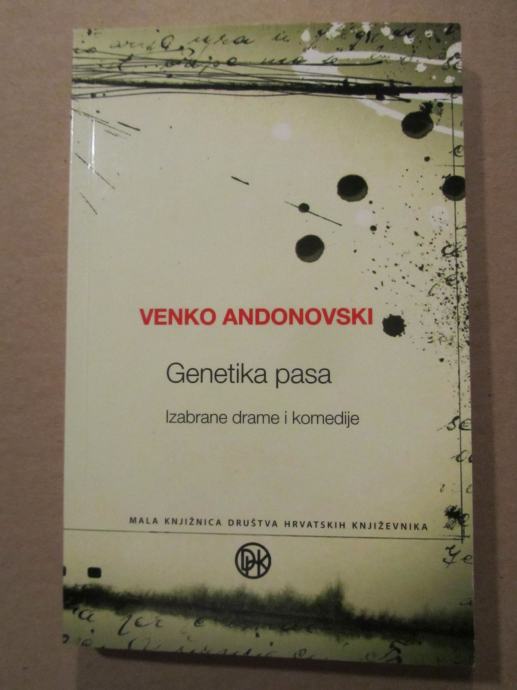 VENKO ANDONOVSKI
Genetika pasa
Izabrane drame i komedije
MALA KNJIŽNICA DRUŠTVA HRVATSKIH KNJIŽEVNIKA
DHK